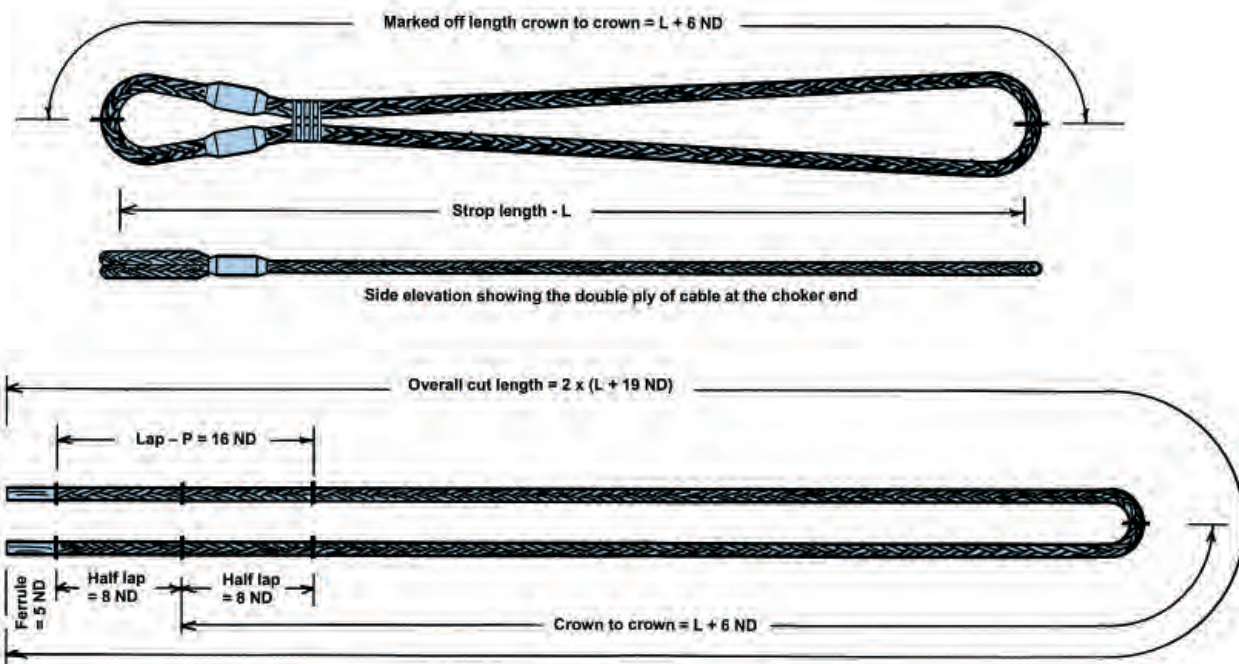 Marked off length crown to crown = L + 6 ND
Strop length - L
Side elevation showing the double ply of cable at the choker end
Overall cut length = 2 x (L + 19 ND)
Lap – P = 16 ND
Ferrule
= 5 ND
Half lap
= 8 ND
Half lap
= 8 ND
Crown to crown = L + 6 ND